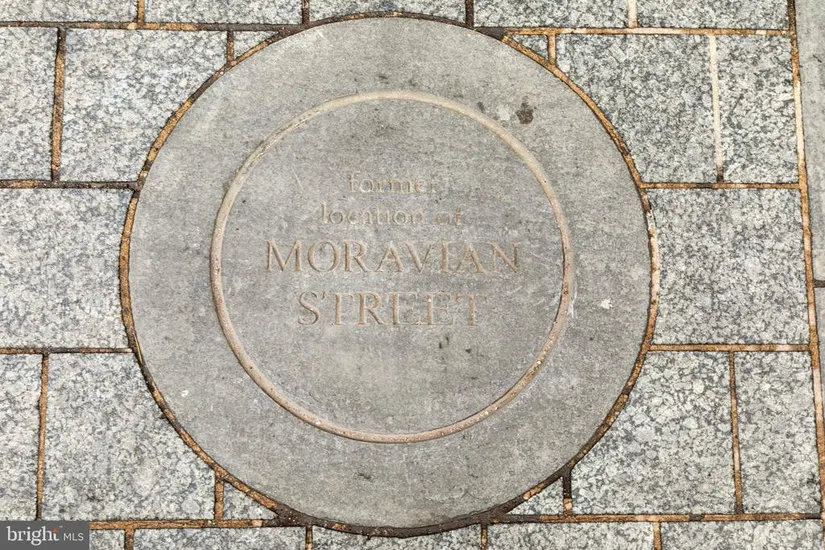 former
location of
MORAVIAN
STREET
bright MLS